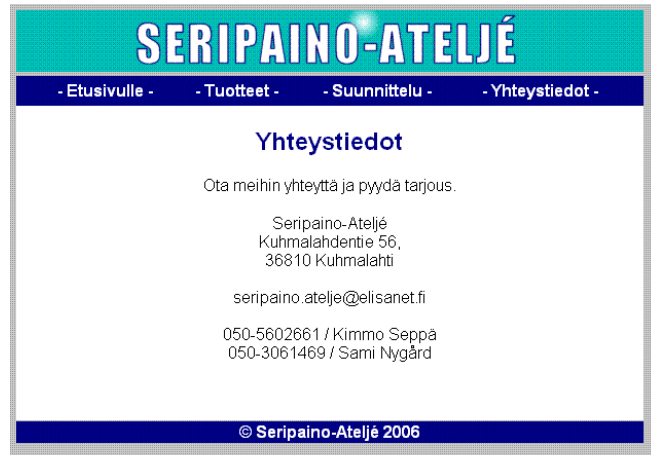 SERIPAINO-ATELJÉ
- Etusivulle - - Tuotteet - - Suunnittelu - - Yhteystiedot -
Yhteystiedot
Ota meihin yhteyttä ja pyydä tarjous.
Seripaino-Ateljé
Kuhmalahdentie 56,
36810 Kuhmalahti
seripaino.atelje@elisanet.fi
050-5602661 / Kimmo Seppä
050-3061469 / Sami Nygård
© Seripaino-Ateljé 2006